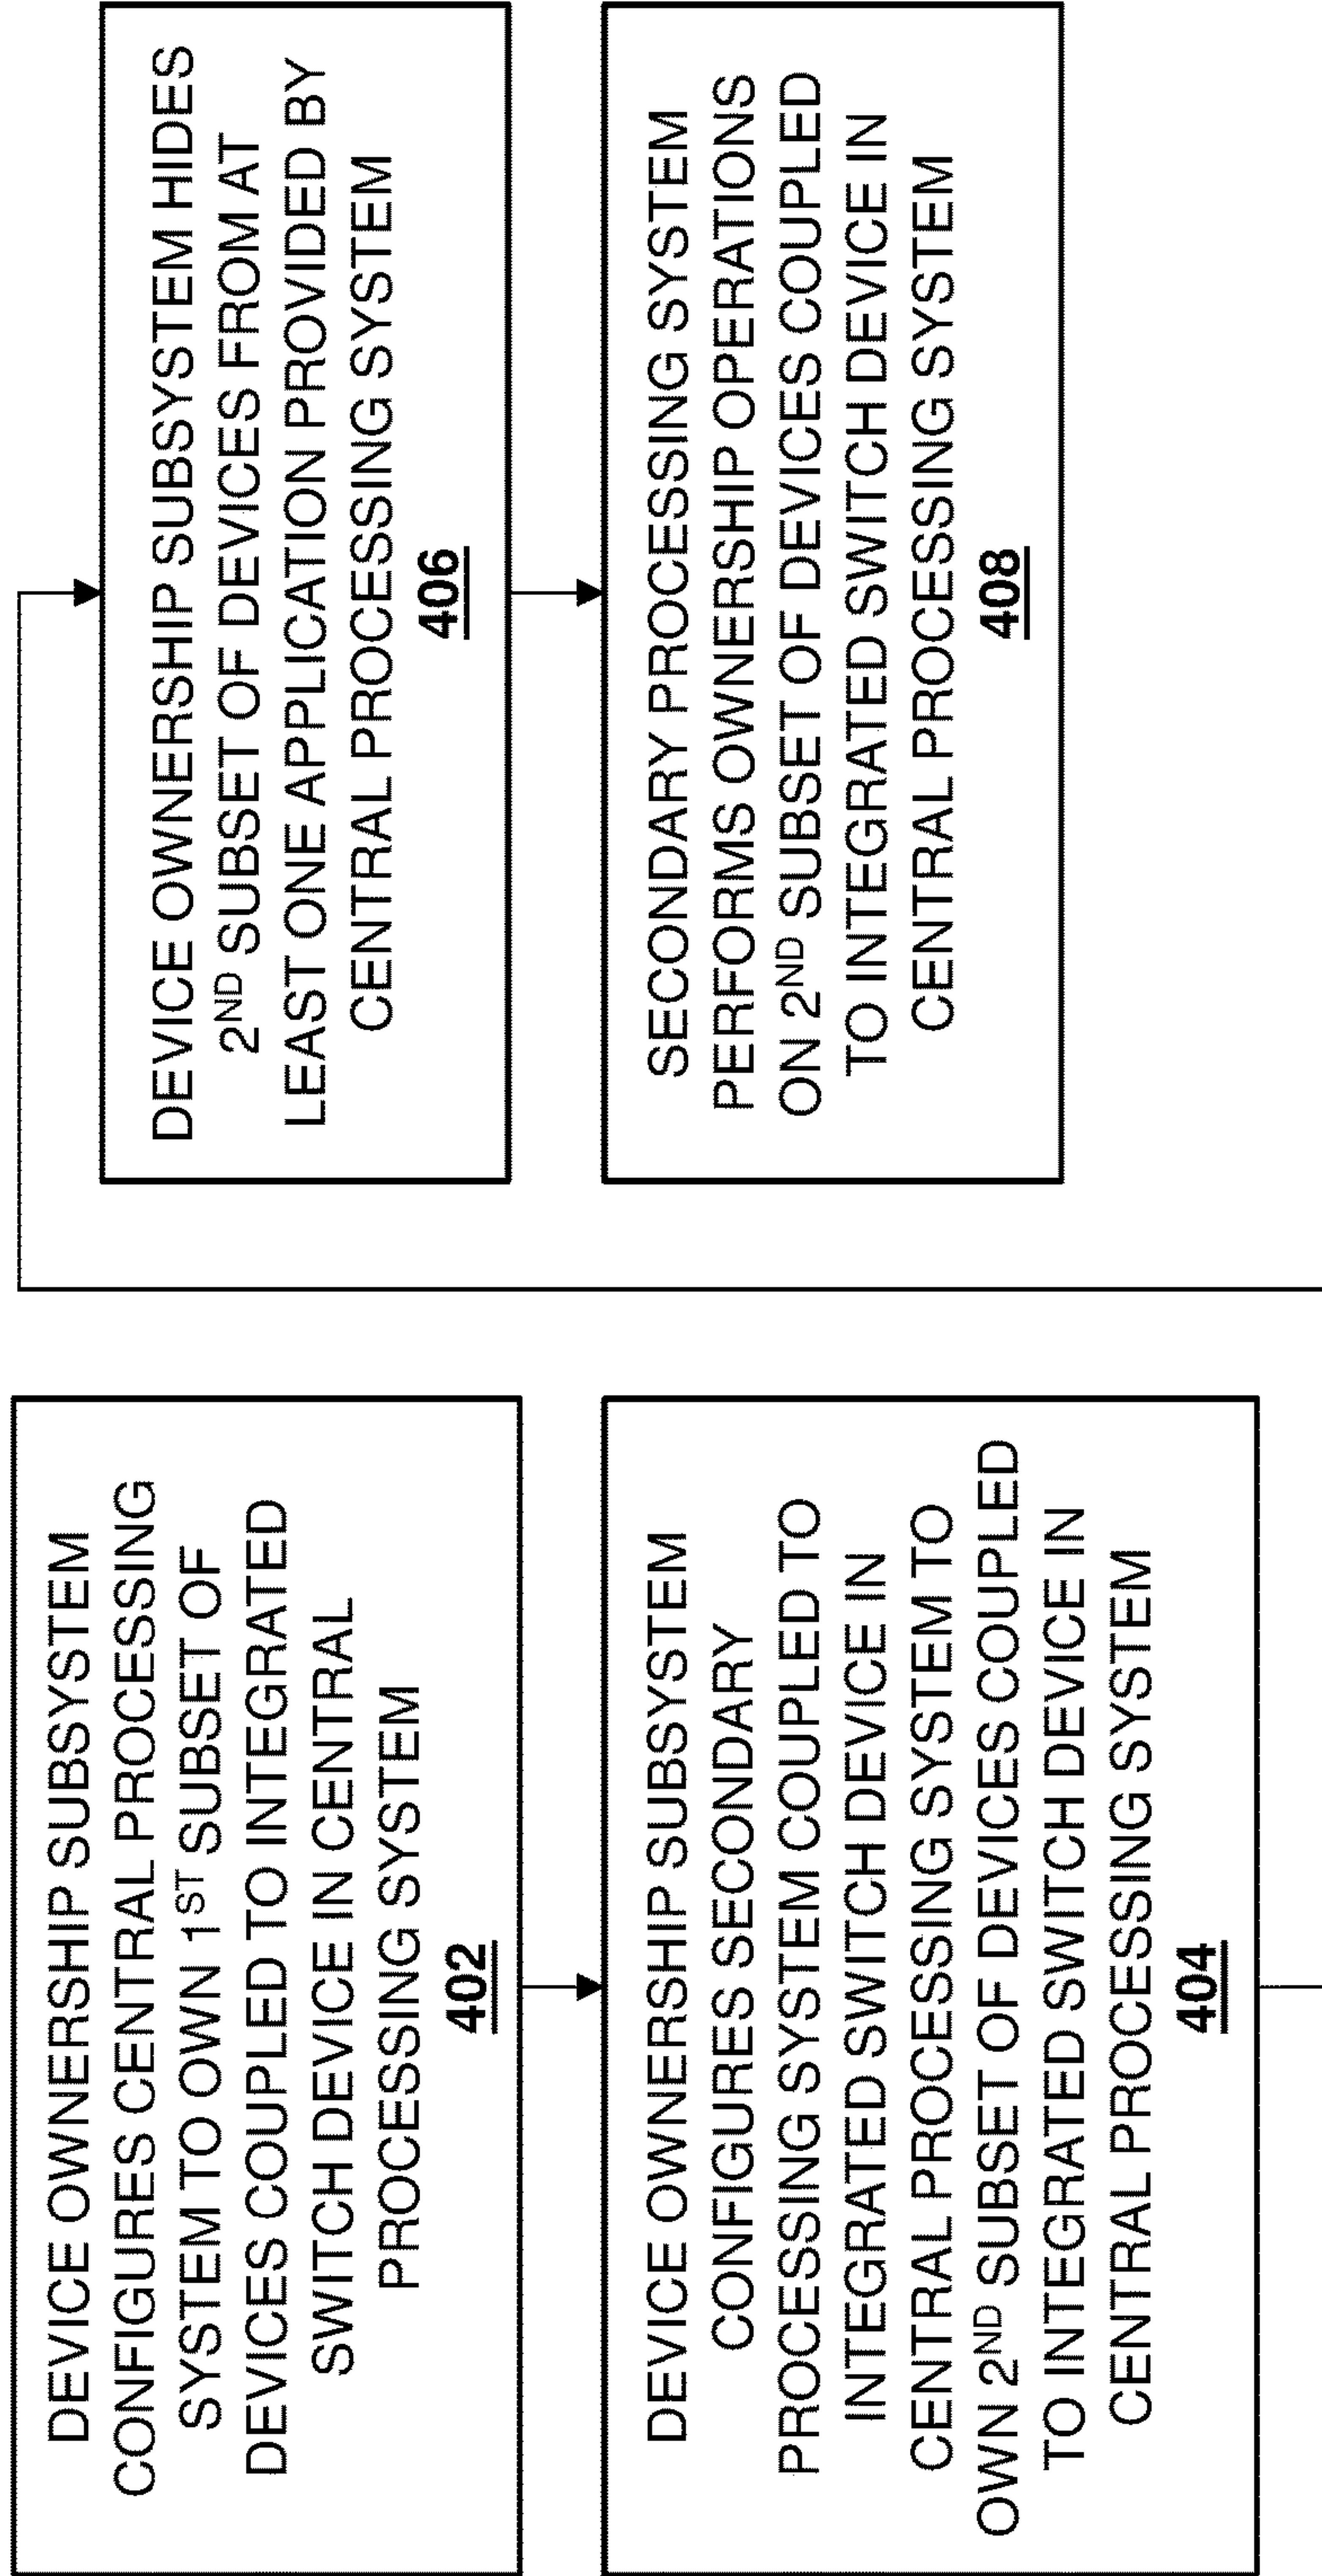 DEVICE OWNERSHIP SUBSYSTEM
CONFIGURES CENTRAL PROCESSING
SYSTEM TO OWN 1ST SUBSET OF
DEVICES COUPLED TO INTEGRATED
SWITCH DEVICE IN CENTRAL
PROCESSING SYSTEM
402
DEVICE OWNERSHIP SUBSYSTEM
CONFIGURES SECONDARY
PROCESSING SYSTEM COUPLED TO
INTEGRATED SWITCH DEVICE IN
CENTRAL PROCESSING SYSTEM TO
OWN 2ND SUBSET OF DEVICES COUPLED
TO INTEGRATED SWITCH DEVICE IN
CENTRAL PROCESSING SYSTEM
404
DEVICE OWNERSHIP SUBSYSTEM HIDES
2ND SUBSET OF DEVICES FROM AT
LEAST ONE APPLICATION PROVIDED BY
CENTRAL PROCESSING SYSTEM
406
SECONDARY PROCESSING SYSTEM
PERFORMS OWNERSHIP OPERATIONS
ON 2ND SUBSET OF DEVICES COUPLED
TO INTEGRATED SWITCH DEVICE IN
CENTRAL PROCESSING SYSTEM
408